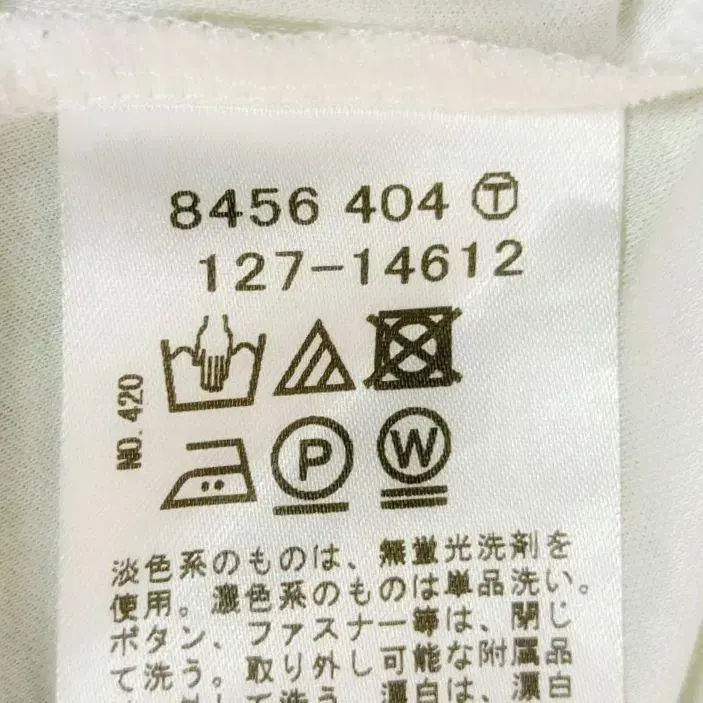 8456 404 Ⓣ
127-14612
NO. 420
P
W
淡色系のものは、無蛍光洗剤を
使用。濃色系のものは単品洗い。
ボタン、ファスナー等は、閉じ
て洗う。取り外し可能な附属品